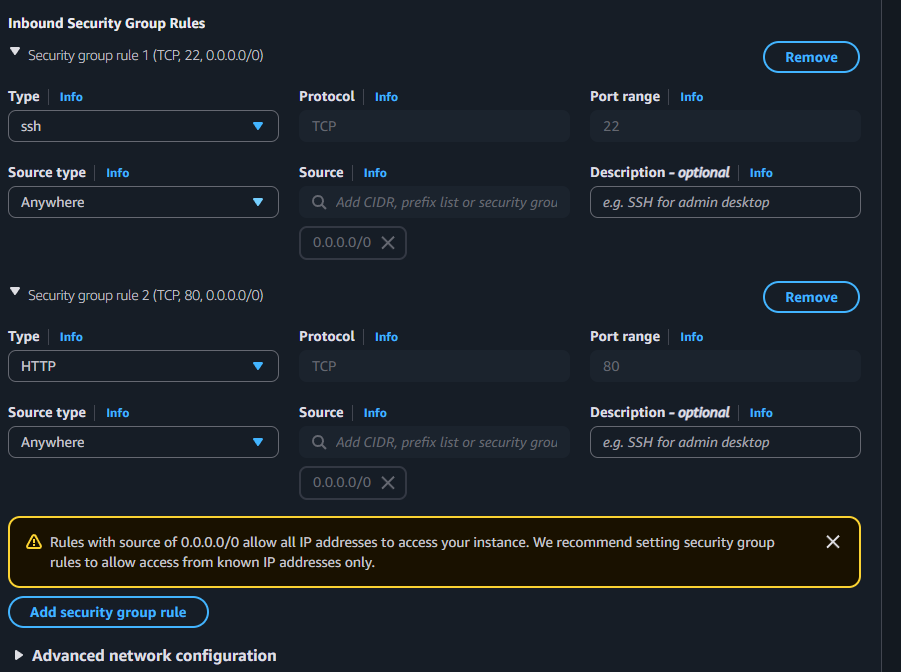 Inbound Security Group Rules
Security group rule 1 (TCP, 22, 0.0.0.0/0)
Remove
Type Info Protocol Info Port range Info
ssh TCP 22
Source type Info Source Info Description - optional Info
Anywhere Add CIDR, prefix list or security grou e.g. SSH for admin desktop
0.0.0.0/0
Security group rule 2 (TCP, 80, 0.0.0.0/0)
Remove
Type Info Protocol Info Port range Info
HTTP TCP 80
Source type Info Source Info Description - optional Info
Anywhere Add CIDR, prefix list or security grou e.g. SSH for admin desktop
0.0.0.0/0
Rules with source of 0.0.0.0/0 allow all IP addresses to access your instance. We recommend setting security group
rules to allow access from known IP addresses only.
Add security group rule
Advanced network configuration